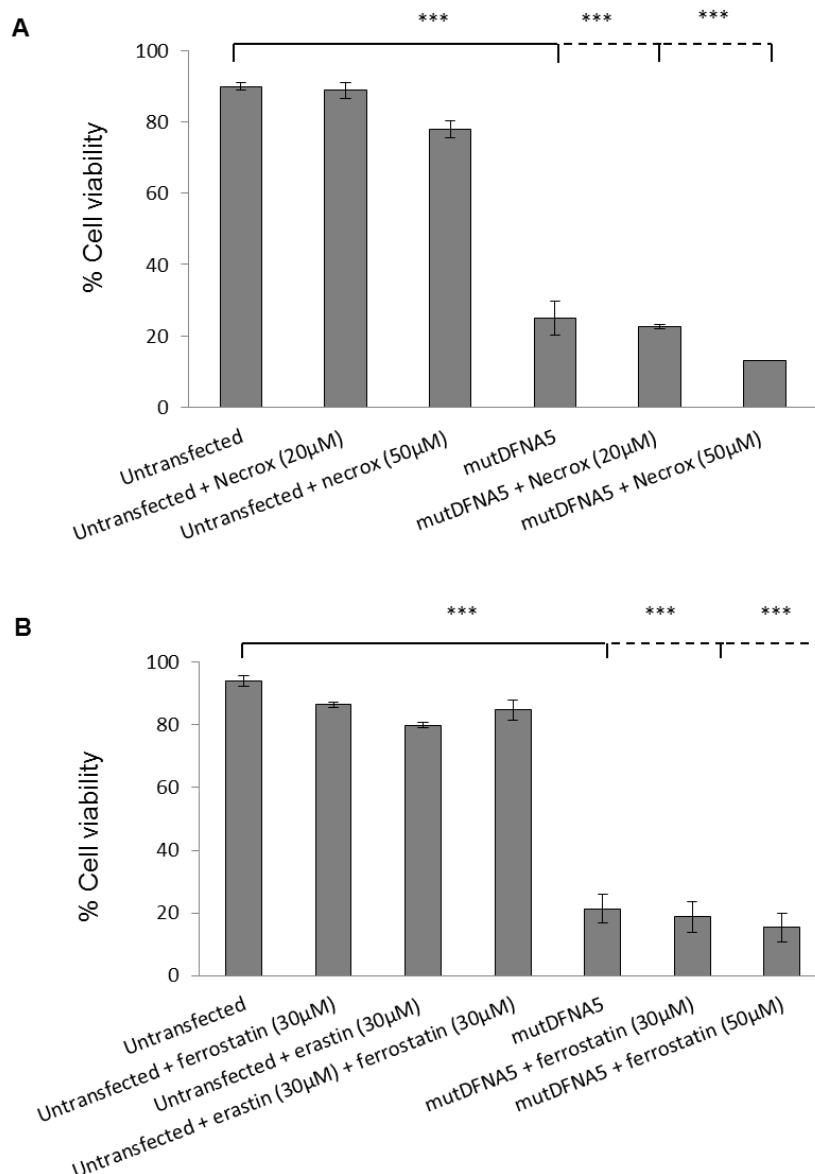 A
*** *** ***
100
80
60
40
20
0
% Cell viability
Untransfected
Untransfected + Necrox (20µM)
Untransfected + necrox (50µM)
mutDFNA5
mutDFNA5 + Necrox (20µM)
mutDFNA5 + Necrox (50µM)
B
*** *** ***
100
80
60
40
20
0
% Cell viability
Untransfected
Untransfected + ferrostatin (30µM)
Untransfected + erastin (30µM)
Untransfected + erastin (30µM) + ferrostatin (30µM)
mutDFNA5
mutDFNA5 + ferrostatin (30µM)
mutDFNA5 + ferrostatin (50µM)